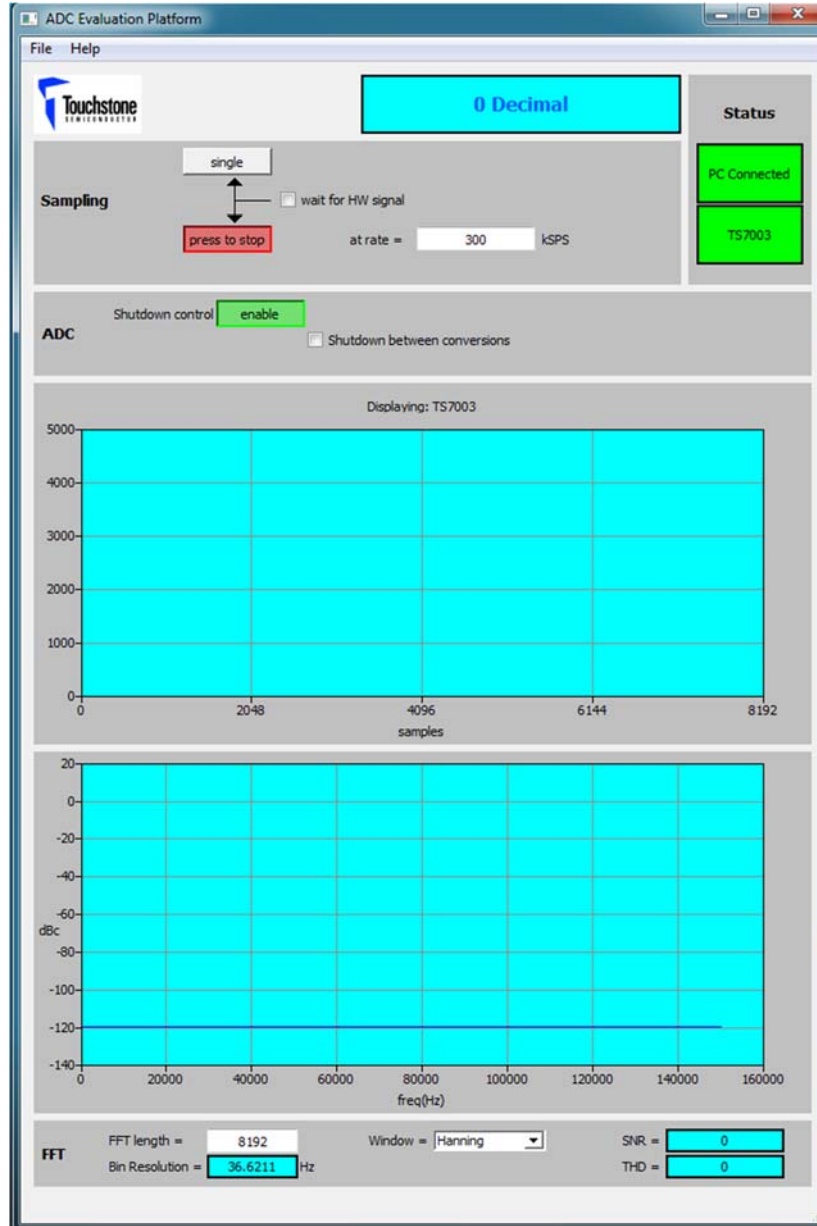 ADC Evaluation Platform
File Help
Touchstone
SEMICONDUCTOR
0 Decimal
Status
PC Connected
TS7003
Sampling
single
wait for HW signal
press to stop
at rate = 300 kSPS
ADC
Shutdown control enable
Shutdown between conversions
Displaying: TS7003
5000
4000
3000
2000
1000
0
0 2048 4096 6144 8192
samples
20
0
-20
-40
-60
dBc
-80
-100
-120
-140
0 20000 40000 60000 80000 100000 120000 140000 160000
freq(Hz)
FFT
FFT length = 8192 Window = Hanning SNR = 0
Bin Resolution = 36.6211 Hz THD = 0